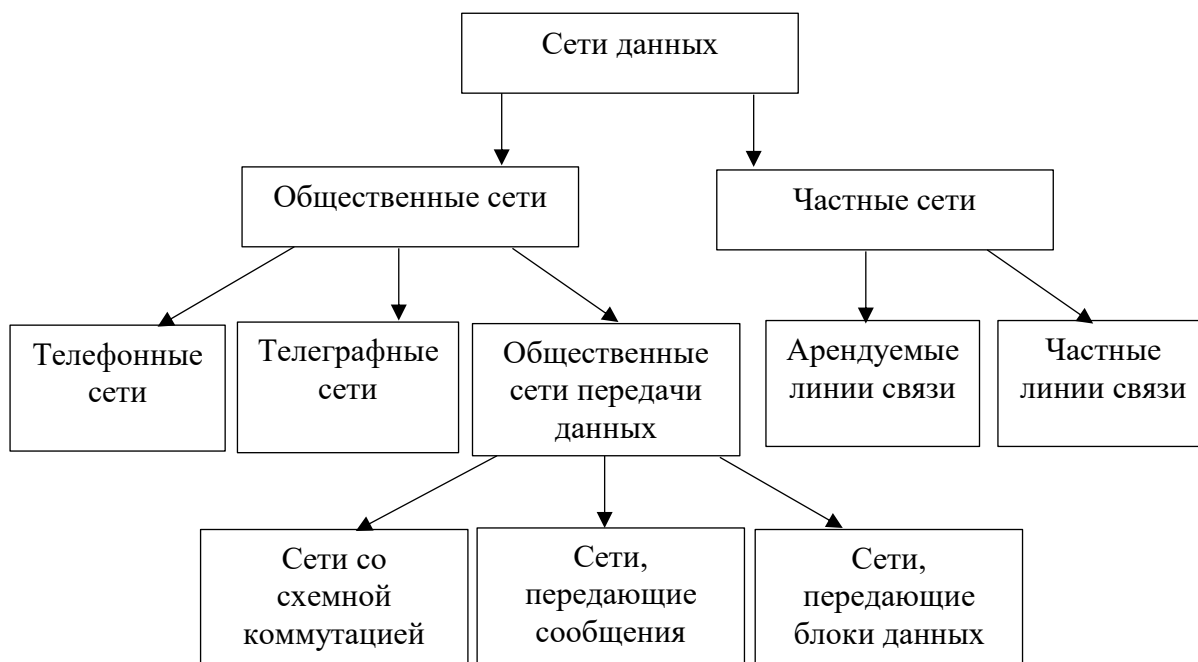 Сети данных
Общественные сети
Частные сети
Телефонные
сети
Телеграфные
сети
Общественные
сети передачи
данных
Арендуемые
линии связи
Частные
линии связи
Сети со
схемной
коммутацией
Сети,
передающие
сообщения
Сети,
передающие
блоки данных